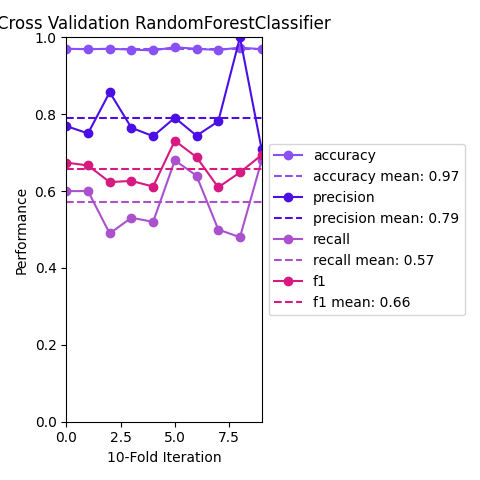 Cross Validation RandomForestClassifier
1.0
0.8
0.6
0.4
0.2
0.0
Performance
0.0 2.5 5.0 7.5
10-Fold Iteration
accuracy
accuracy mean: 0.97
precision
precision mean: 0.79
recall
recall mean: 0.57
f1
f1 mean: 0.66